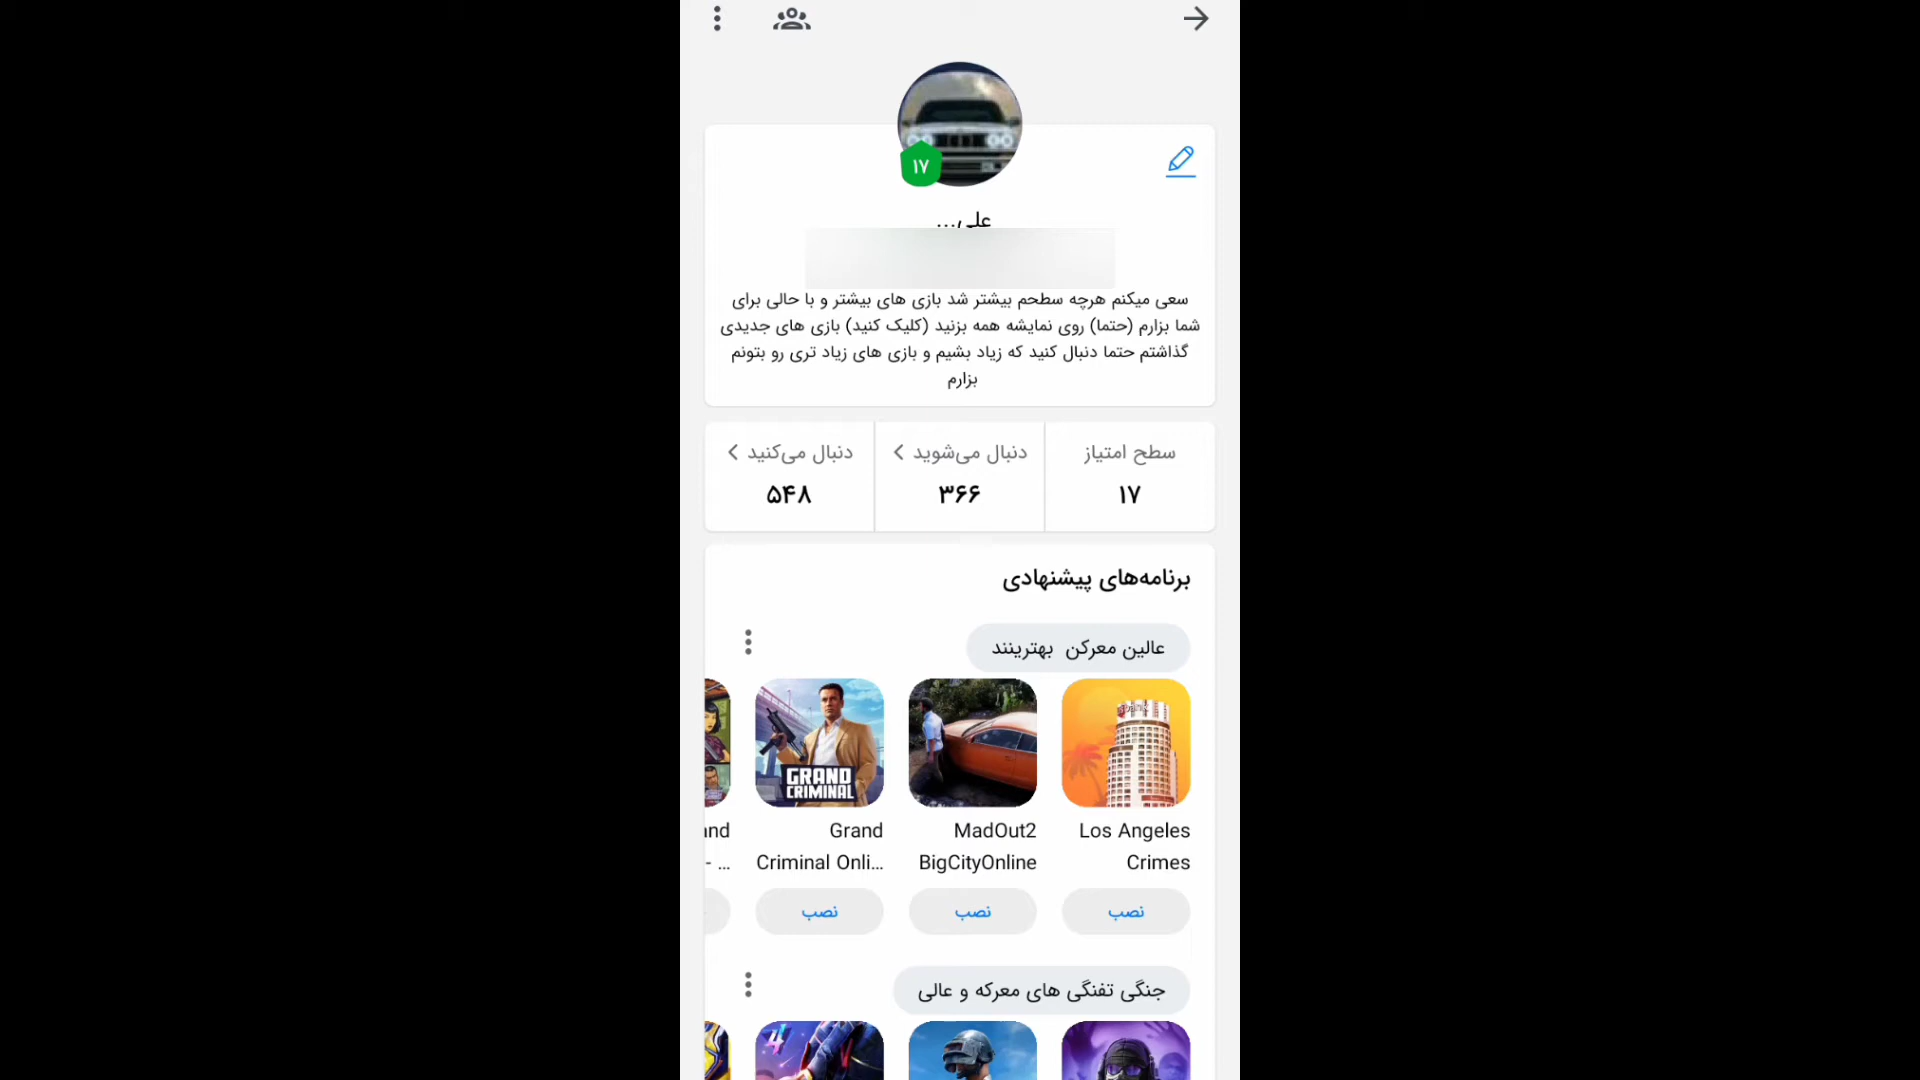 ۱۷
علی...
سعی میکنم هرچه سطحم بیشتر شد بازی های بیشتر و با حالی برای
شما بزارم (حتما) روی نمایشه همه بزنید (کلیک کنید) بازی های جدیدی
گذاشتم حتما دنبال کنید که زیاد بشیم و بازی های زیاد تری رو بتونم
بزارم
سطح امتیاز
۱۷
دنبال می‌شوید
۳۶۶
دنبال می‌کنید
۵۴۸
برنامه‌های پیشنهادی
عالین معرکن بهترینند
GRAND
CRIMINAL
Los Angeles
Crimes
نصب
MadOut2
BigCityOnline
نصب
Grand
Criminal Onli...
نصب
جنگی تفنگی های معرکه و عالی